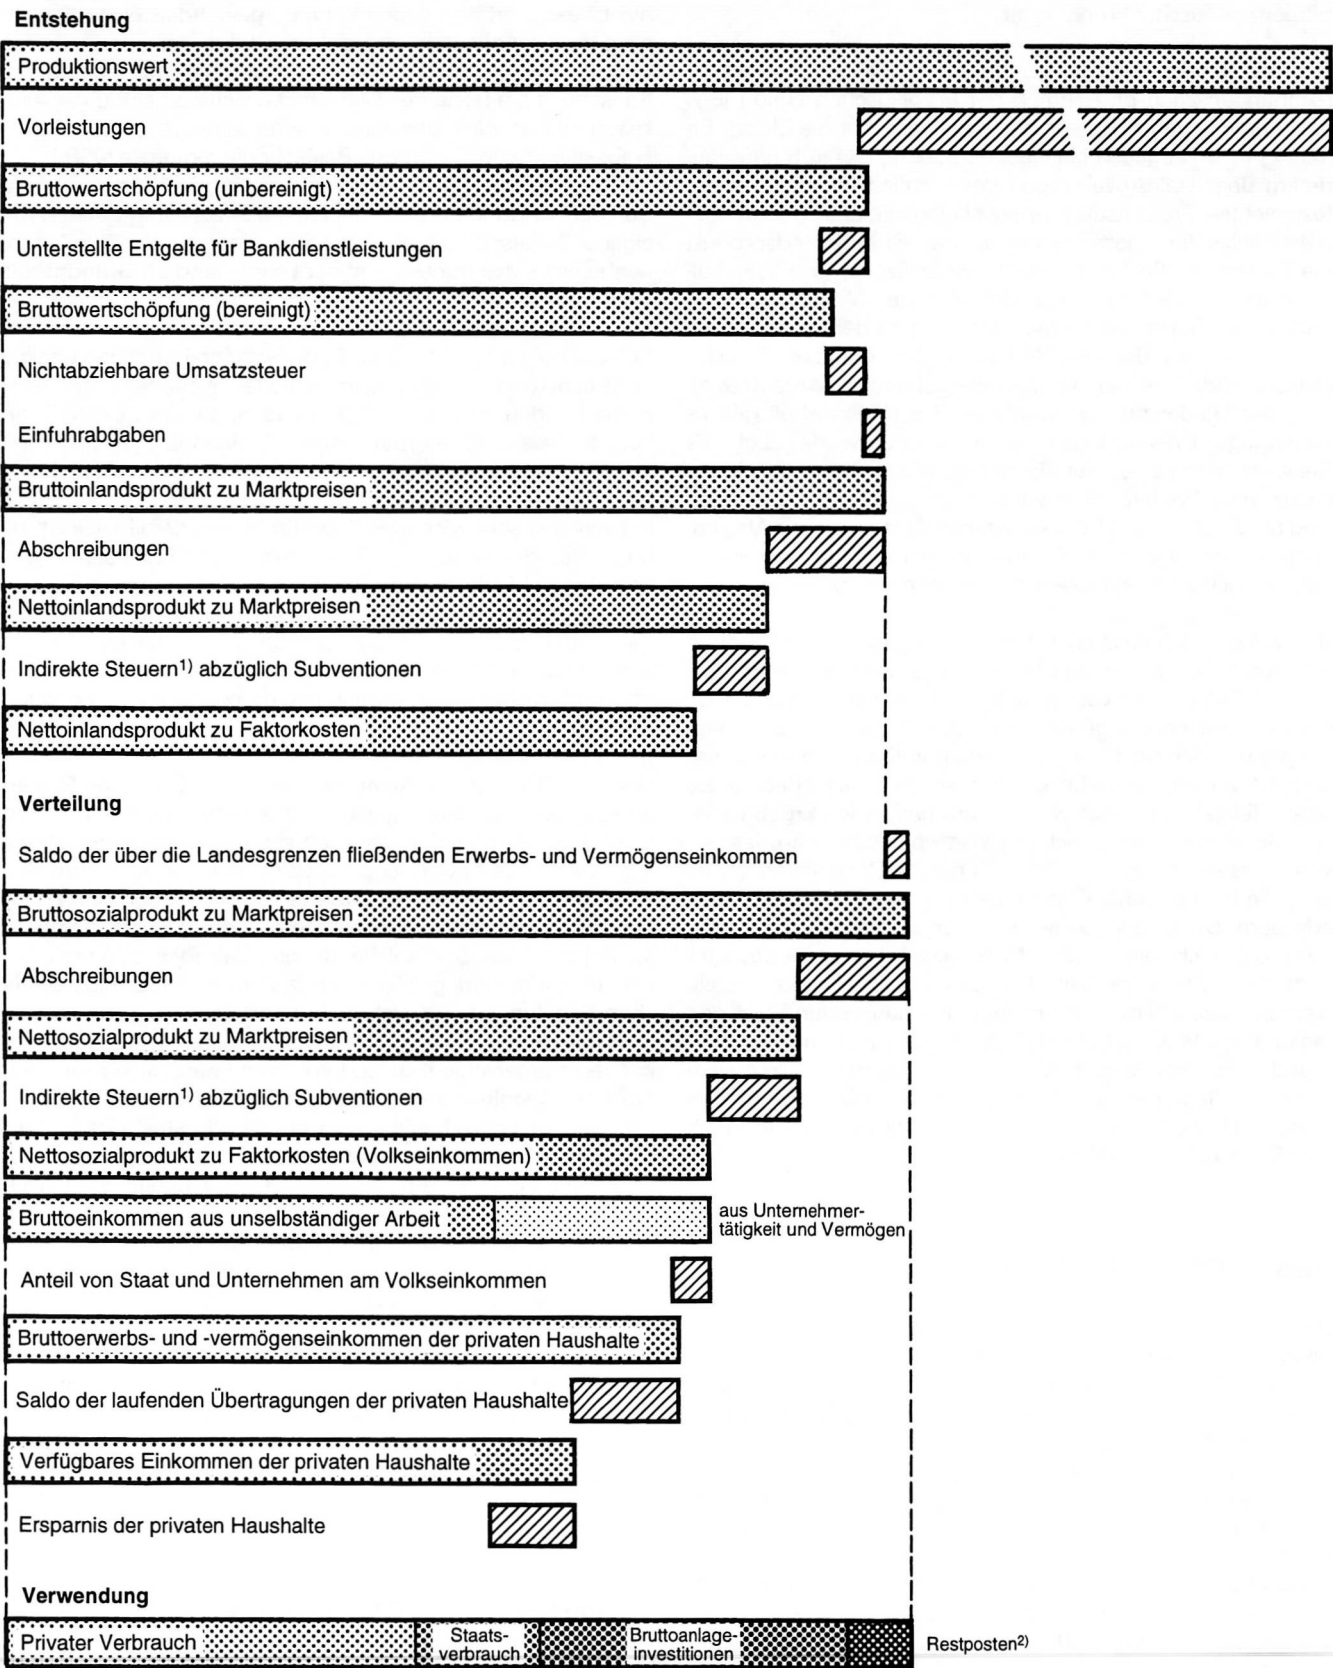 Entstehung
Produktionswert
Vorleistungen
Bruttowertschöpfung (unbereinigt)
Unterstellte Entgelte für Bankdienstleistungen
Bruttowertschöpfung (bereinigt)
Nichtabziehbare Umsatzsteuer
Einfuhrabgaben
Bruttoinlandsprodukt zu Marktpreisen
Abschreibungen
Nettoinlandsprodukt zu Marktpreisen
Indirekte Steuern¹⁾ abzüglich Subventionen
Nettoinlandsprodukt zu Faktorkosten
Verteilung
Saldo der über die Landesgrenzen fließenden Erwerbs- und Vermögenseinkommen
Bruttosozialprodukt zu Marktpreisen
Abschreibungen
Nettosozialprodukt zu Marktpreisen
Indirekte Steuern¹⁾ abzüglich Subventionen
Nettosozialprodukt zu Faktorkosten (Volkseinkommen)
Bruttoeinkommen aus unselbständiger Arbeit
aus Unternehmer-
tätigkeit und Vermögen
Anteil von Staat und Unternehmen am Volkseinkommen
Bruttoerwerbs- und -vermögenseinkommen der privaten Haushalte
Saldo der laufenden Übertragungen der privaten Haushalte
Verfügbares Einkommen der privaten Haushalte
Ersparnis der privaten Haushalte
Verwendung
Privater Verbrauch
Staats-
verbrauch
Bruttoanlage-
investitionen
Restposten²⁾